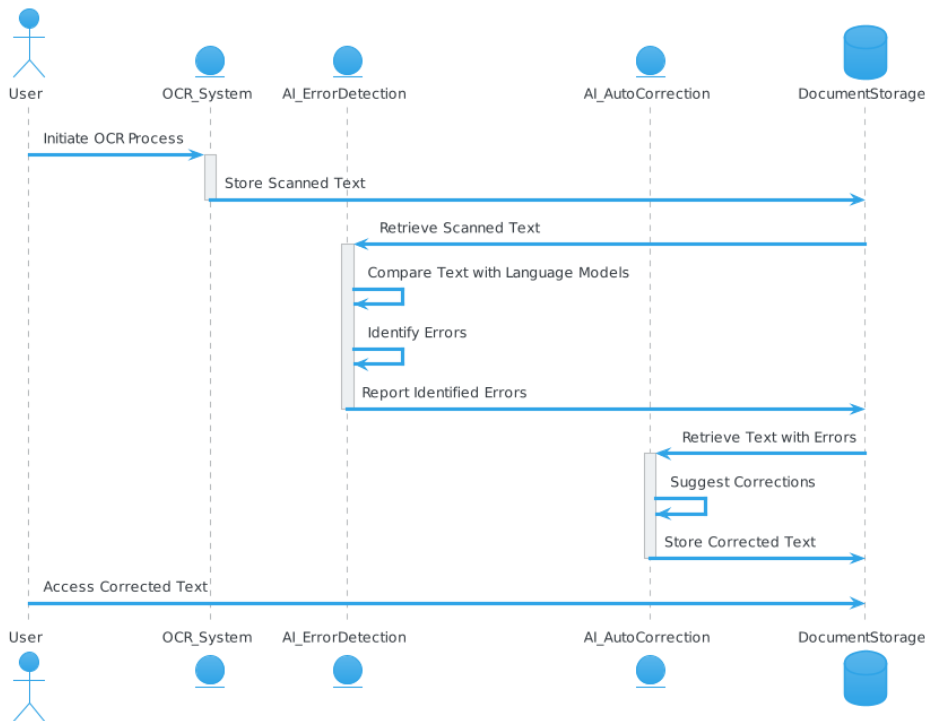 User
OCR_System
AI_ErrorDetection
AI_AutoCorrection
DocumentStorage
Initiate OCR Process
Store Scanned Text
Retrieve Scanned Text
Compare Text with Language Models
Identify Errors
Report Identified Errors
Retrieve Text with Errors
Suggest Corrections
Store Corrected Text
Access Corrected Text
User
OCR_System
AI_ErrorDetection
AI_AutoCorrection
DocumentStorage